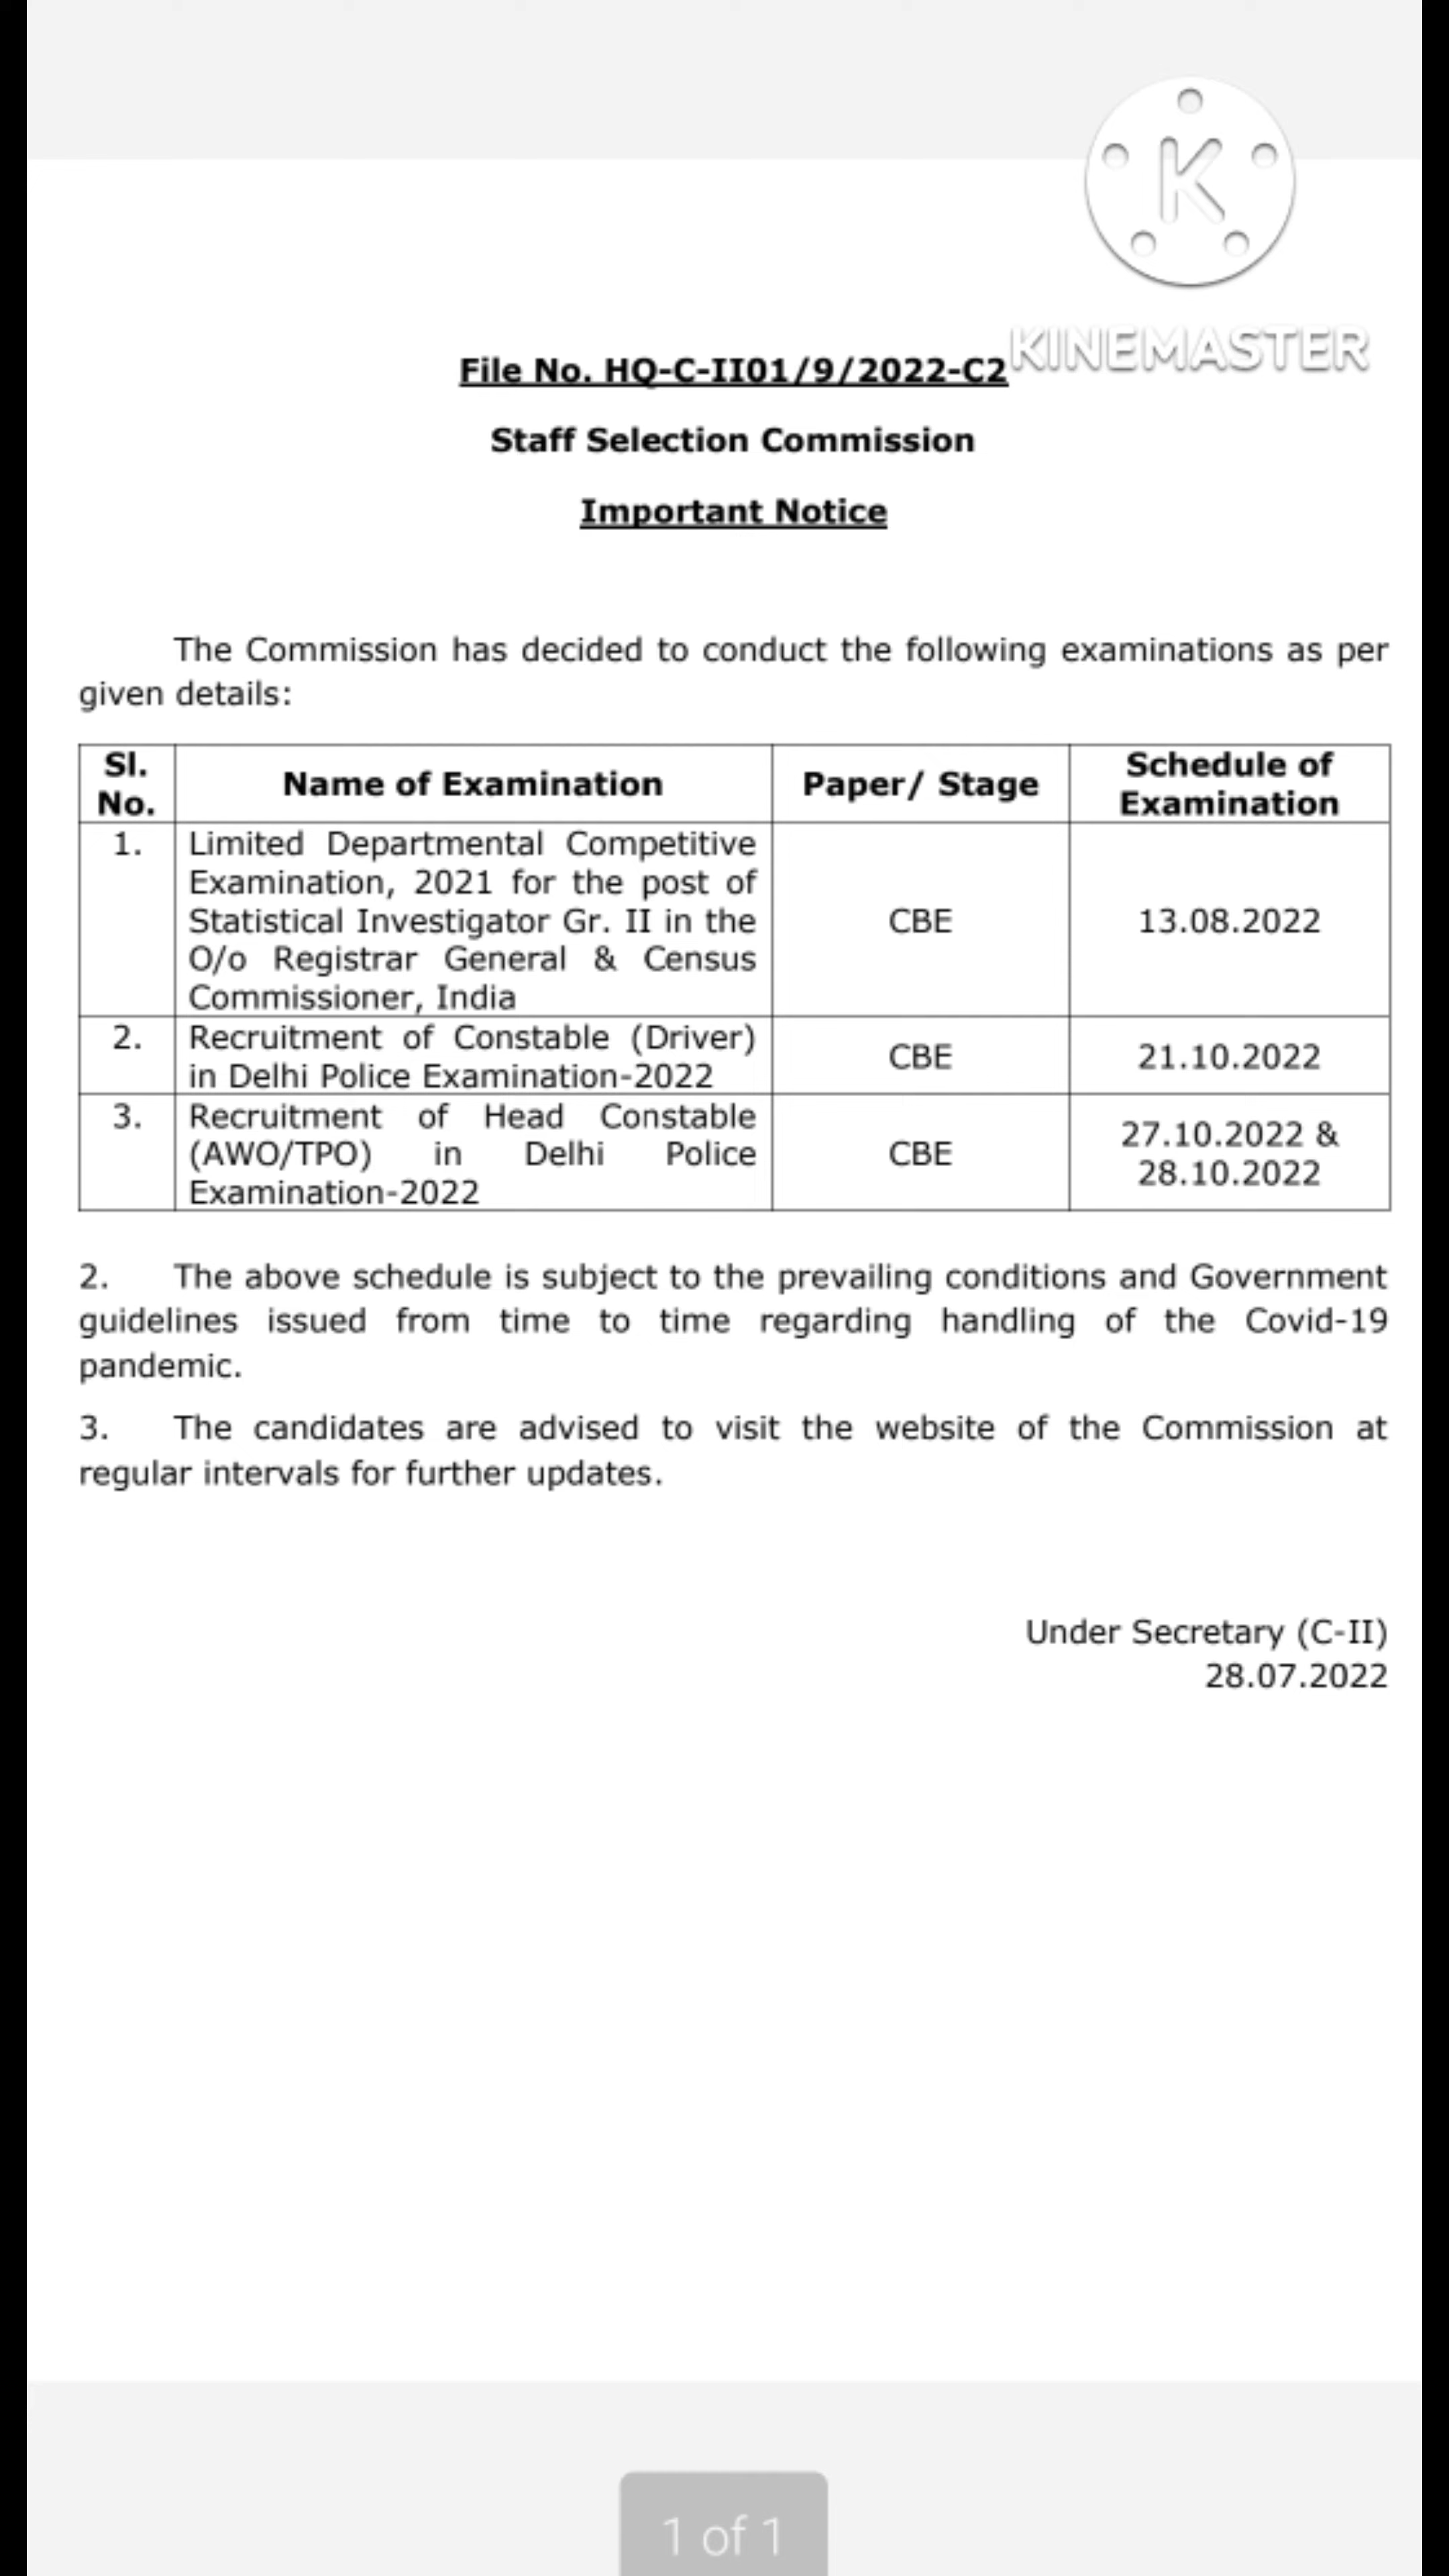 K
KINEMASTER
File No. HQ-C-II01/9/2022-C2
Staff Selection Commission
Important Notice
The Commission has decided to conduct the following examinations as per
given details:
Sl. No. Name of Examination Paper/ Stage Schedule of Examination
1. Limited Departmental Competitive
Examination, 2021 for the post of
Statistical Investigator Gr. II in the
O/o Registrar General & Census
Commissioner, India
CBE
13.08.2022
2. Recruitment of Constable (Driver)
in Delhi Police Examination-2022
CBE
21.10.2022
3. Recruitment of Head Constable
(AWO/TPO) in Delhi Police
Examination-2022
CBE
27.10.2022 &
28.10.2022
2. The above schedule is subject to the prevailing conditions and Government
guidelines issued from time to time regarding handling of the Covid-19
pandemic.
3. The candidates are advised to visit the website of the Commission at
regular intervals for further updates.
Under Secretary (C-II)
28.07.2022
1 of 1